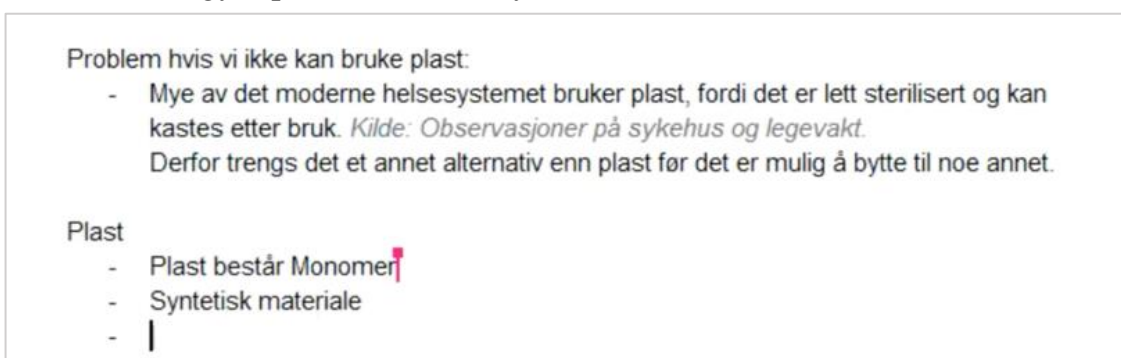 Problem hvis vi ikke kan bruke plast:
- Mye av det moderne helsesystemet bruker plast, fordi det er lett sterilisert og kan
kastes etter bruk. Kilde: Observasjoner på sykehus og legevakt.
Derfor trengs det et annet alternativ enn plast før det er mulig å bytte til noe annet.
Plast
- Plast består Monomer
- Syntetisk materiale
-